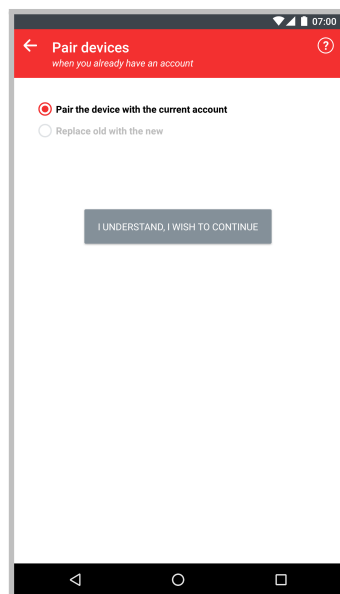 07:00
Pair devices
when you already have an account
?
Pair the device with the current account
Replace old with the new
I UNDERSTAND, I WISH TO CONTINUE